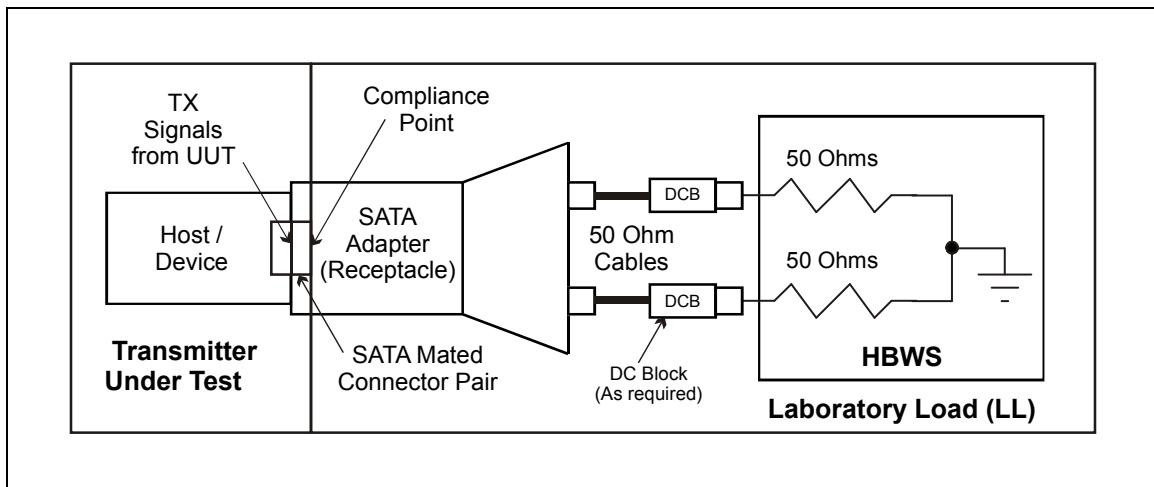 TX
Signals
from UUT
Compliance
Point
Host /
Device
SATA
Adapter
(Receptacle)
50 Ohm
Cables
DCB
DCB
50 Ohms
50 Ohms
HBWS
Transmitter
Under Test
SATA Mated
Connector Pair
DC Block
(As required)
Laboratory Load (LL)